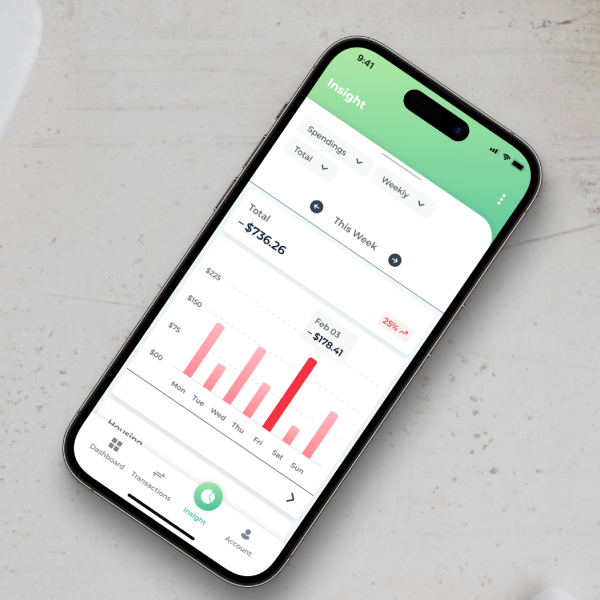 9:41
Insight
Spendings
Weekly
Total
This Week
Total
– $736.26
25%
Feb 03
– $178.41
$225
$150
$75
$00
Mon Tue Wed Thu Fri Sat Sun
Housing
Dashboard Transactions Insight Account